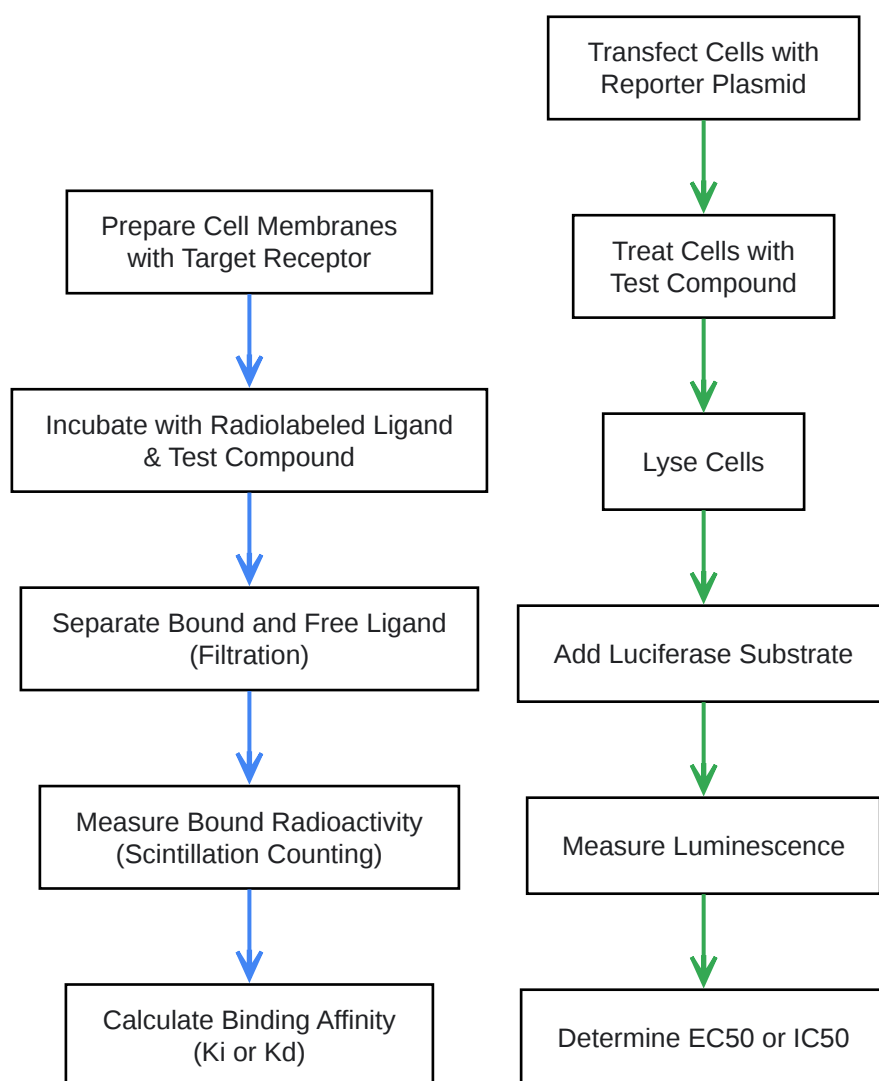 Prepare Cell Membranes
with Target Receptor
Incubate with Radiolabeled Ligand
& Test Compound
Separate Bound and Free Ligand
(Filtration)
Measure Bound Radioactivity
(Scintillation Counting)
Calculate Binding Affinity
(Ki or Kd)
Transfect Cells with
Reporter Plasmid
Treat Cells with
Test Compound
Lyse Cells
Add Luciferase Substrate
Measure Luminescence
Determine EC50 or IC50